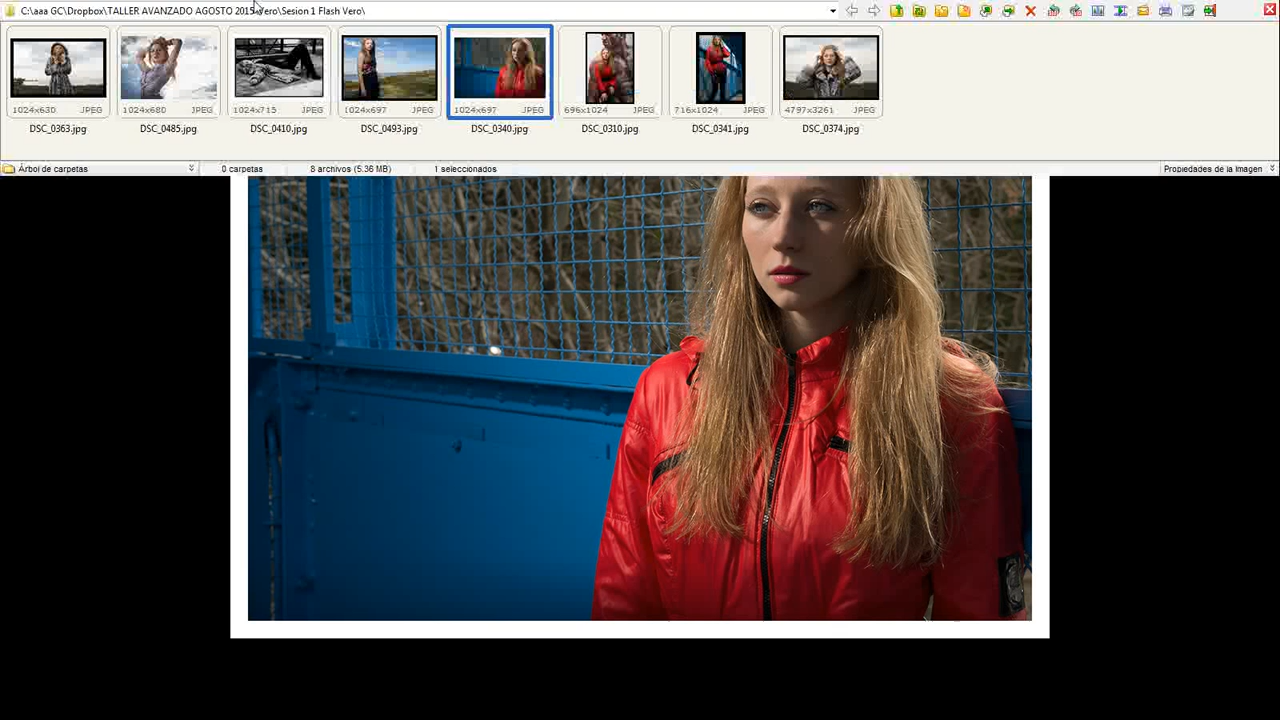 C:\aaa GC\Dropbox\TALLER AVANZADO AGOSTO 2015-Vero\Sesion 1 Flash Vero\
1024x630 JPEG
1024x680 JPEG
1024x715 JPEG
1024x697 JPEG
1024x697 JPEG
696x1024 JPEG
716x1024 JPEG
4797x3261 JPEG
DSC_0363.jpg
DSC_0485.jpg
DSC_0410.jpg
DSC_0493.jpg
DSC_0340.jpg
DSC_0310.jpg
DSC_0341.jpg
DSC_0374.jpg
Árbol de carpetas
0 carpetas
8 archivos (5.36 MB)
1 seleccionados
Propiedades de la Imagen